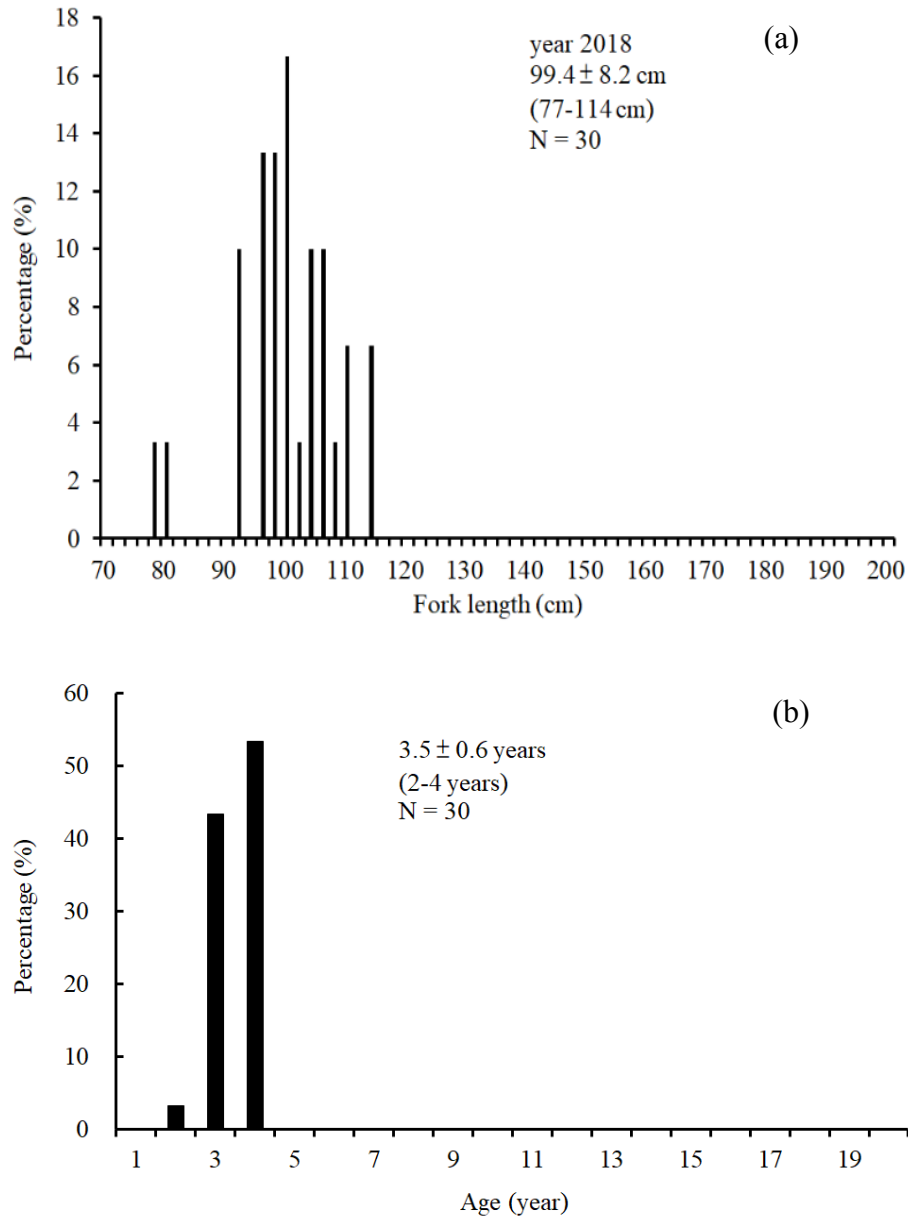 (a)
year 2018
99.4 ± 8.2 cm
(77-114 cm)
N = 30
18
16
14
12
10
8
6
4
2
0
Percentage (%)
70 80 90 100 110 120 130 140 150 160 170 180 190 200
Fork length (cm)
(b)
3.5 ± 0.6 years
(2-4 years)
N = 30
60
50
40
30
20
10
0
Percentage (%)
1 3 5 7 9 11 13 15 17 19
Age (year)